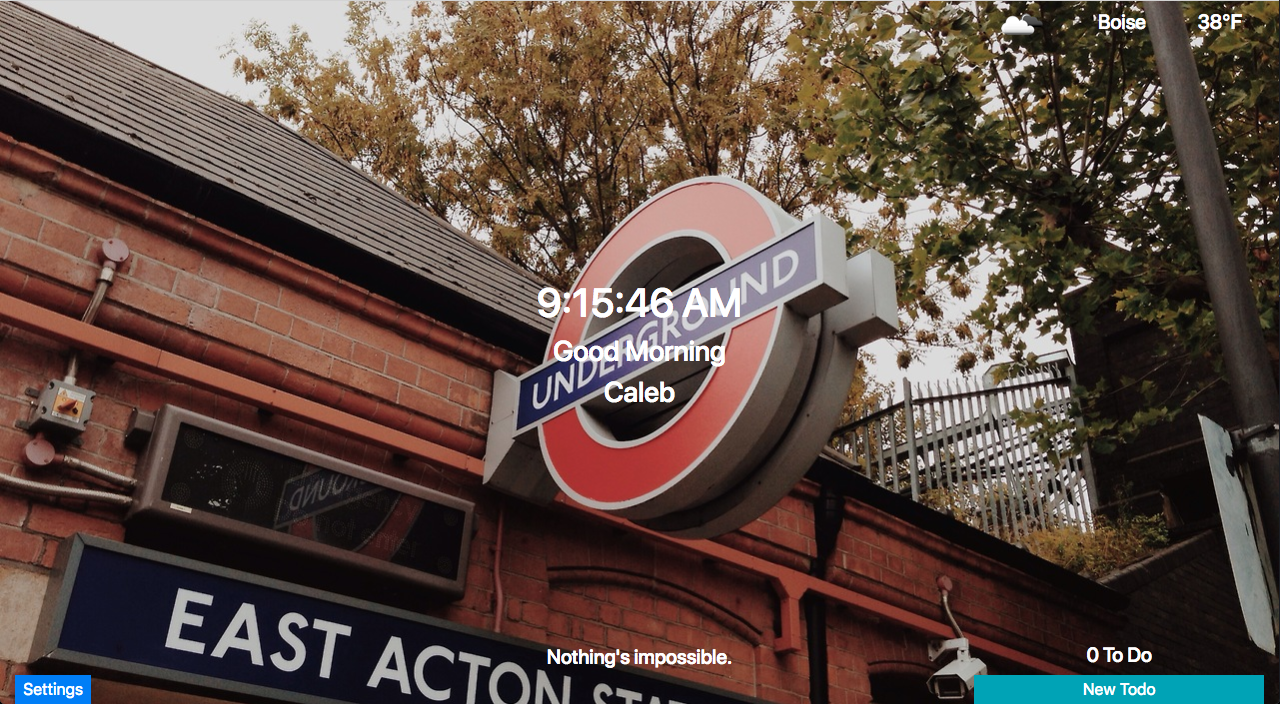 Boise 38°F
UNDERGROUND
9:15:46 AM
Good Morning
Caleb
EAST ACTON STAT
Nothing's impossible.
0 To Do
Settings
New Todo